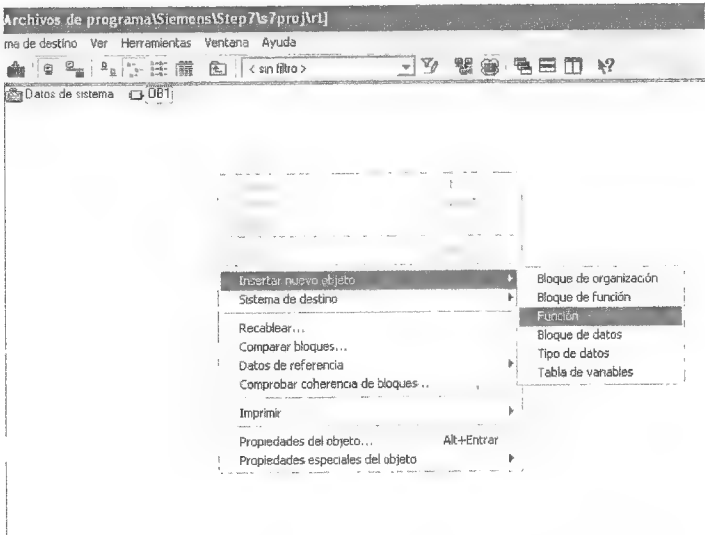 Archivos de programa\Siemens\Step7\s7proj\r1]
ma de destino Ver Herramientas Ventana Ayuda
< sin filtro >
Datos de sistema OB1
Insertar nuevo objeto
Sistema de destino
Recablear...
Comparar bloques...
Datos de referencia
Comprobar coherencia de bloques...
Imprimir
Propiedades del objeto... Alt+Entrar
Propiedades especiales del objeto
Bloque de organización
Bloque de función
Función
Bloque de datos
Tipo de datos
Tabla de variables